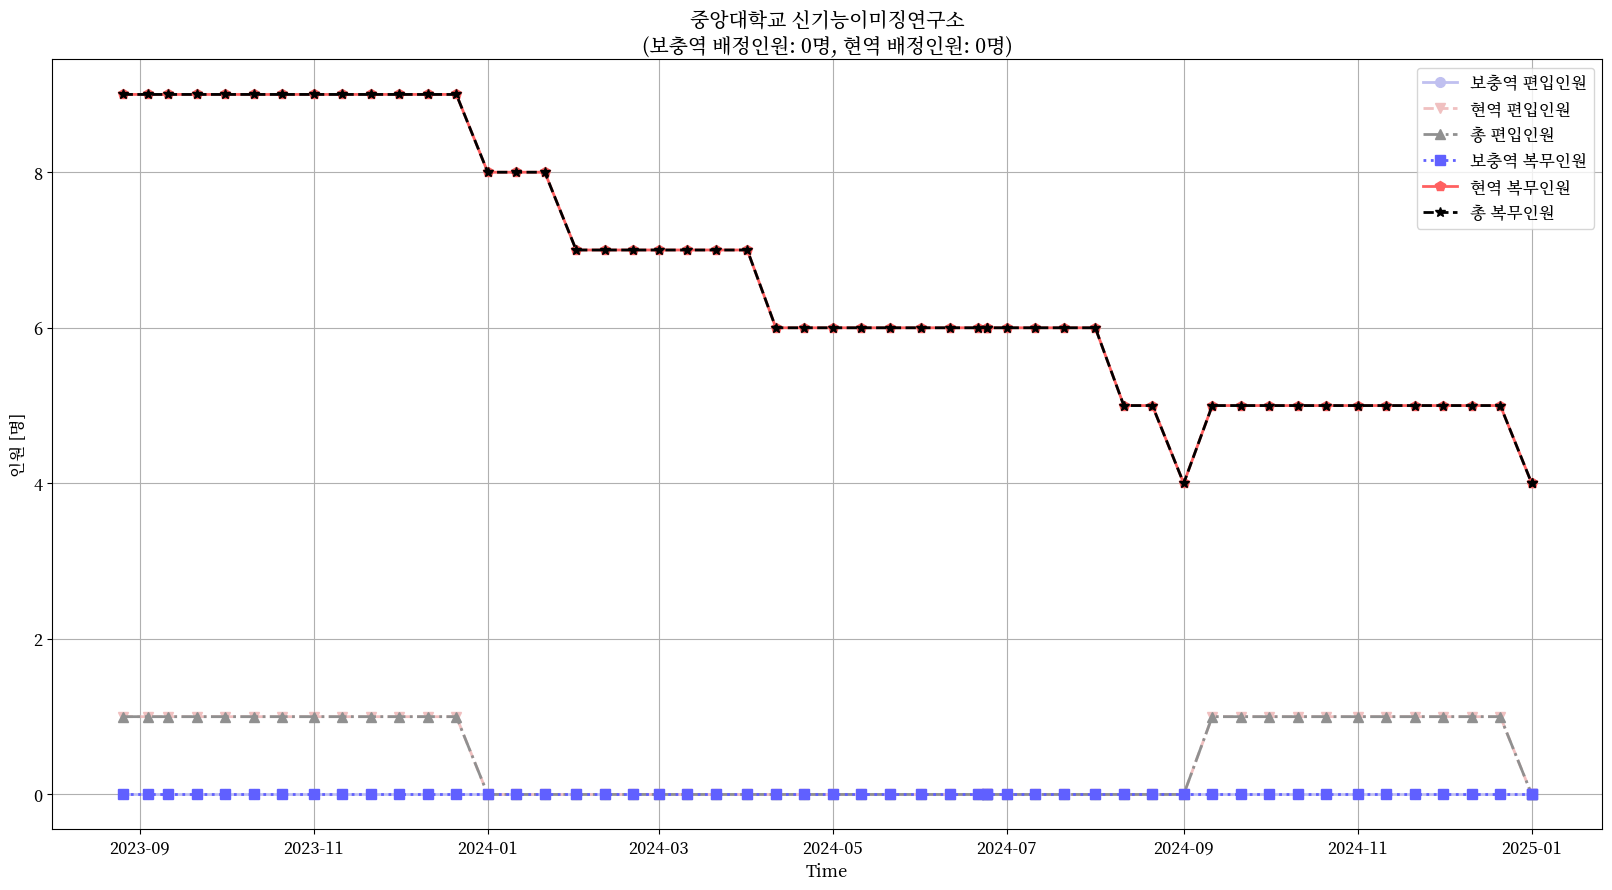 중앙대학교 신기능이미징연구소
(보충역 배정인원: 0명, 현역 배정인원: 0명)
보충역 편입인원
현역 편입인원
총 편입인원
보충역 복무인원
현역 복무인원
총 복무인원
인원 [명]
8
6
4
2
0
2023-09 2023-11 2024-01 2024-03 2024-05 2024-07 2024-09 2024-11 2025-01
Time